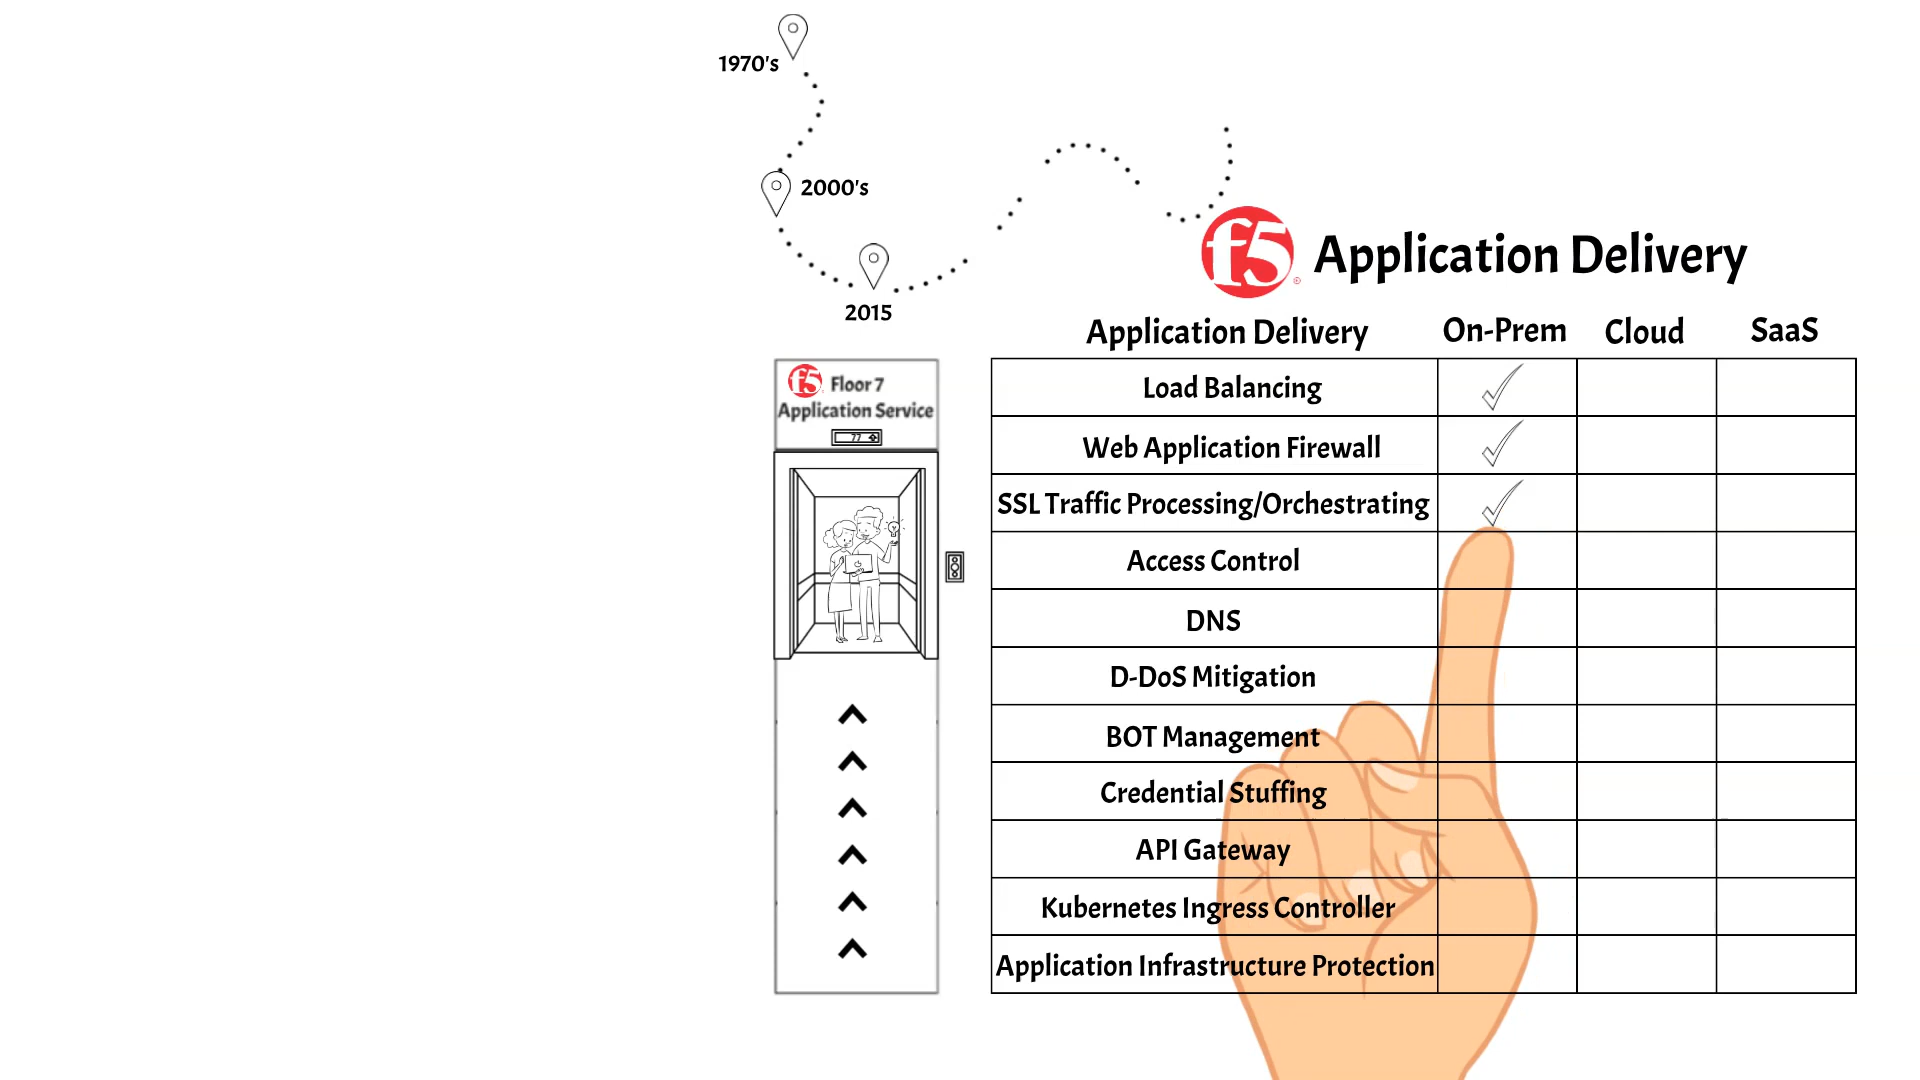 1970's
2000's
2015
f5 Application Delivery
Application Delivery On-Prem Cloud SaaS
f5 Floor 7
Application Service
77
Load Balancing
Web Application Firewall
SSL Traffic Processing/Orchestrating
Access Control
DNS
D-DoS Mitigation
BOT Management
Credential Stuffing
API Gateway
Kubernetes Ingress Controller
Application Infrastructure Protection